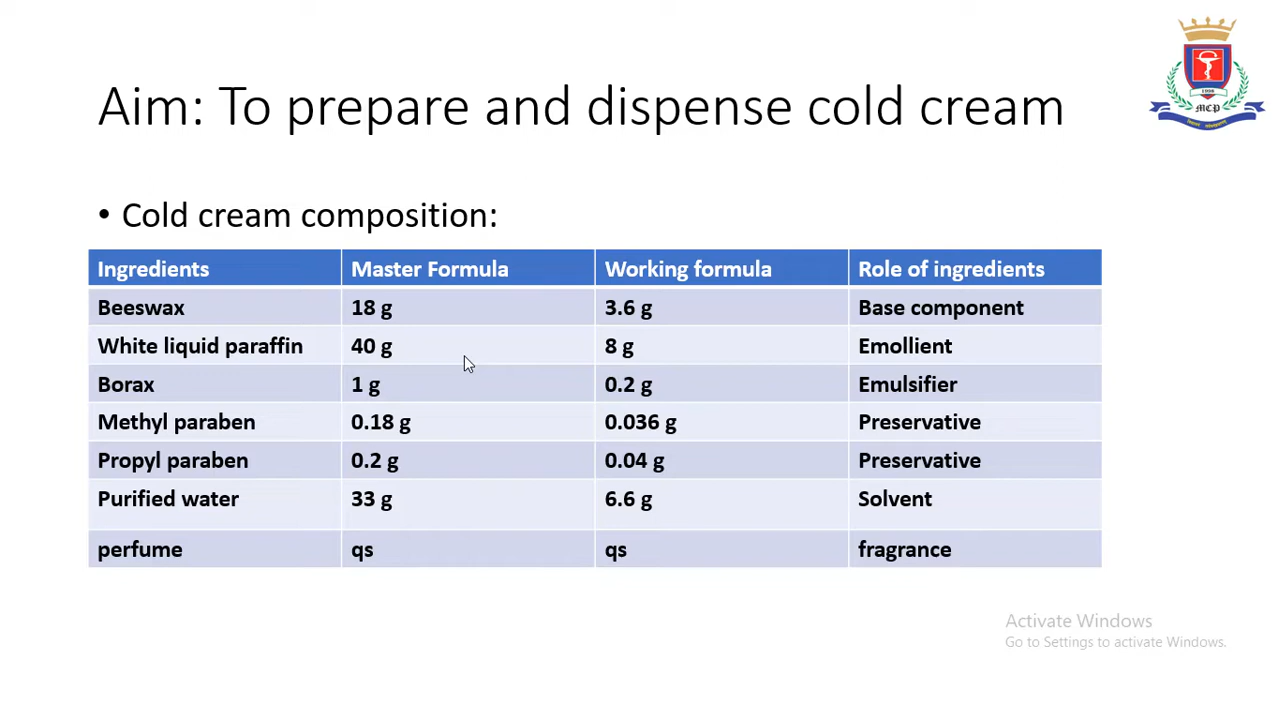 Aim: To prepare and dispense cold cream
• Cold cream composition:
Ingredients Master Formula Working formula Role of ingredients
Beeswax 18 g 3.6 g Base component
White liquid paraffin 40 g 8 g Emollient
Borax 1 g 0.2 g Emulsifier
Methyl paraben 0.18 g 0.036 g Preservative
Propyl paraben 0.2 g 0.04 g Preservative
Purified water 33 g 6.6 g Solvent
perfume qs qs fragrance
MCP
Activate Windows
Go to Settings to activate Windows.